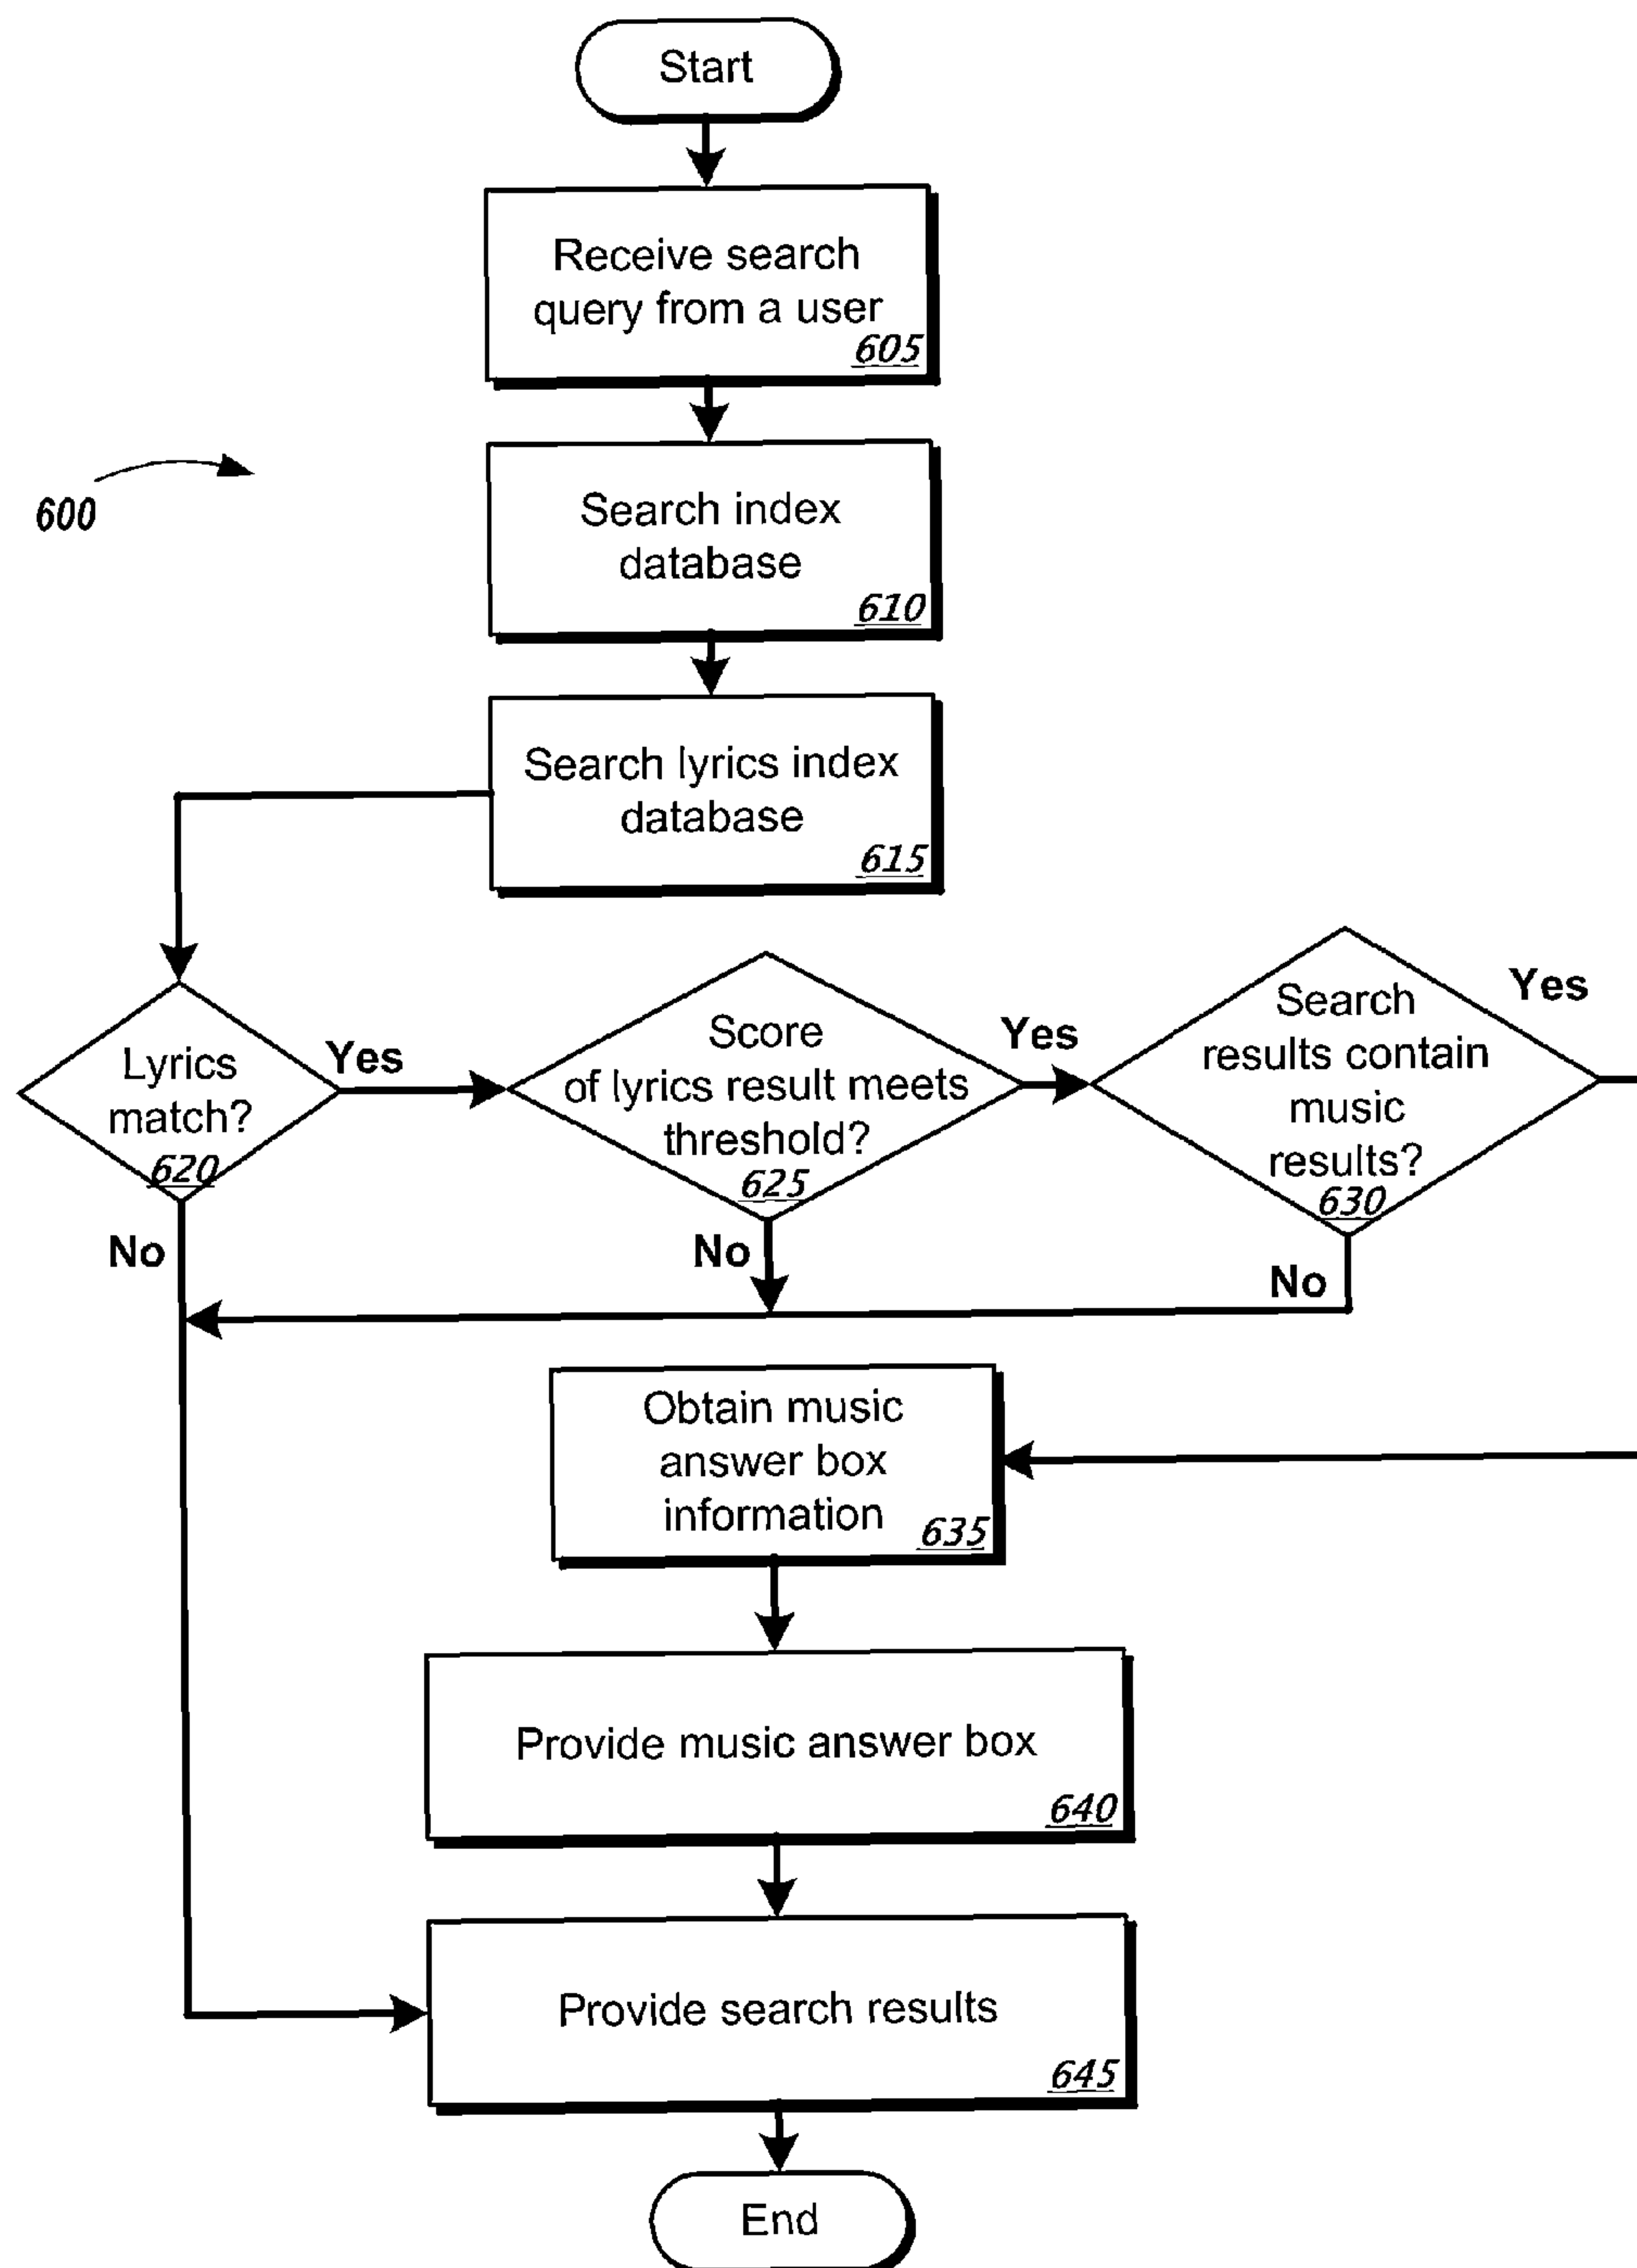 Start
Receive search
query from a user
605
600
Search index
database
610
Search lyrics index
database
615
Lyrics
match?
620
Yes
Score
of lyrics result meets
threshold?
625
Yes
Search
results contain
music
results?
630
Yes
No
No
No
Obtain music
answer box
information
635
Provide music answer box
640
Provide search results
645
End